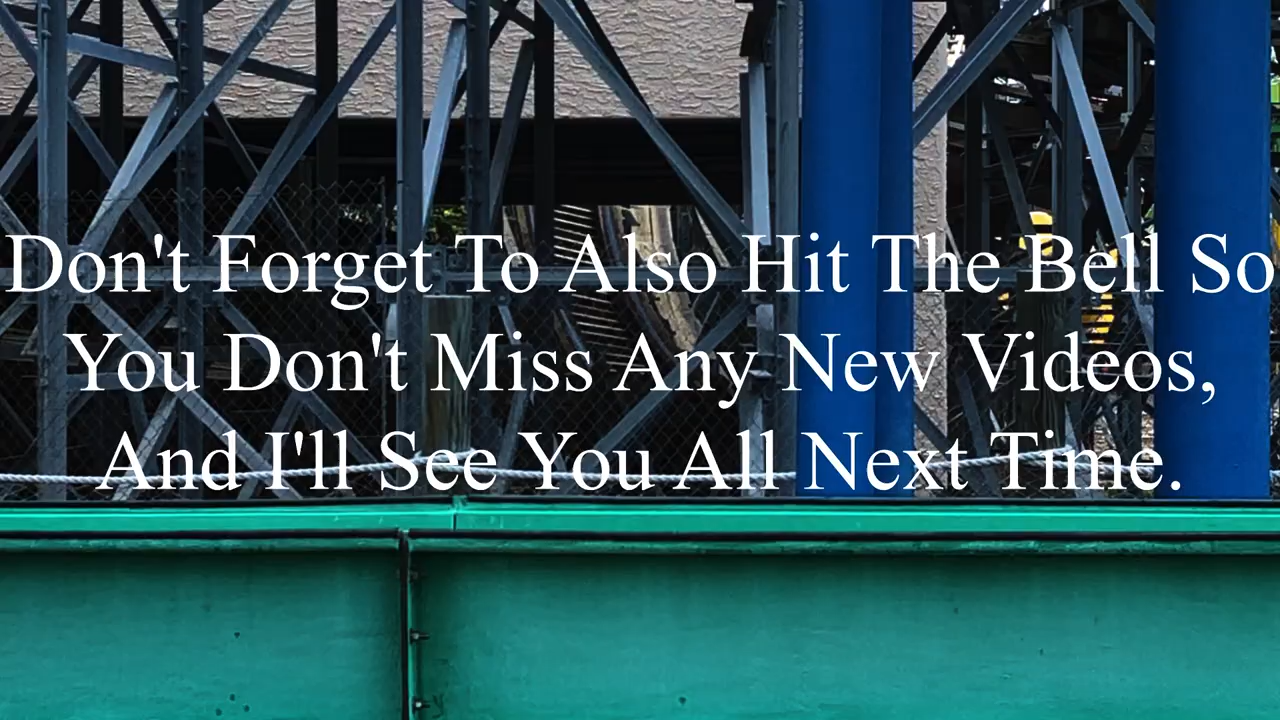 Don't Forget To Also Hit The Bell So
You Don't Miss Any New Videos,
And I'll See You All Next Time.